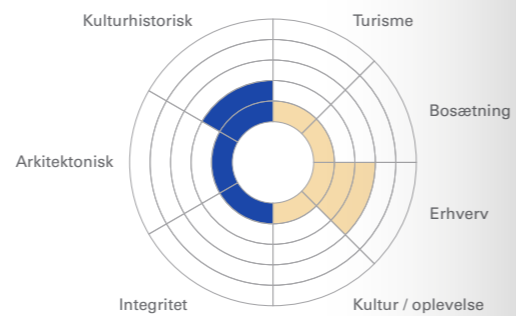 Kulturhistorisk
Turisme
Bosætning
Arkitektonisk
Erhverv
Integritet
Kultur / oplevelse